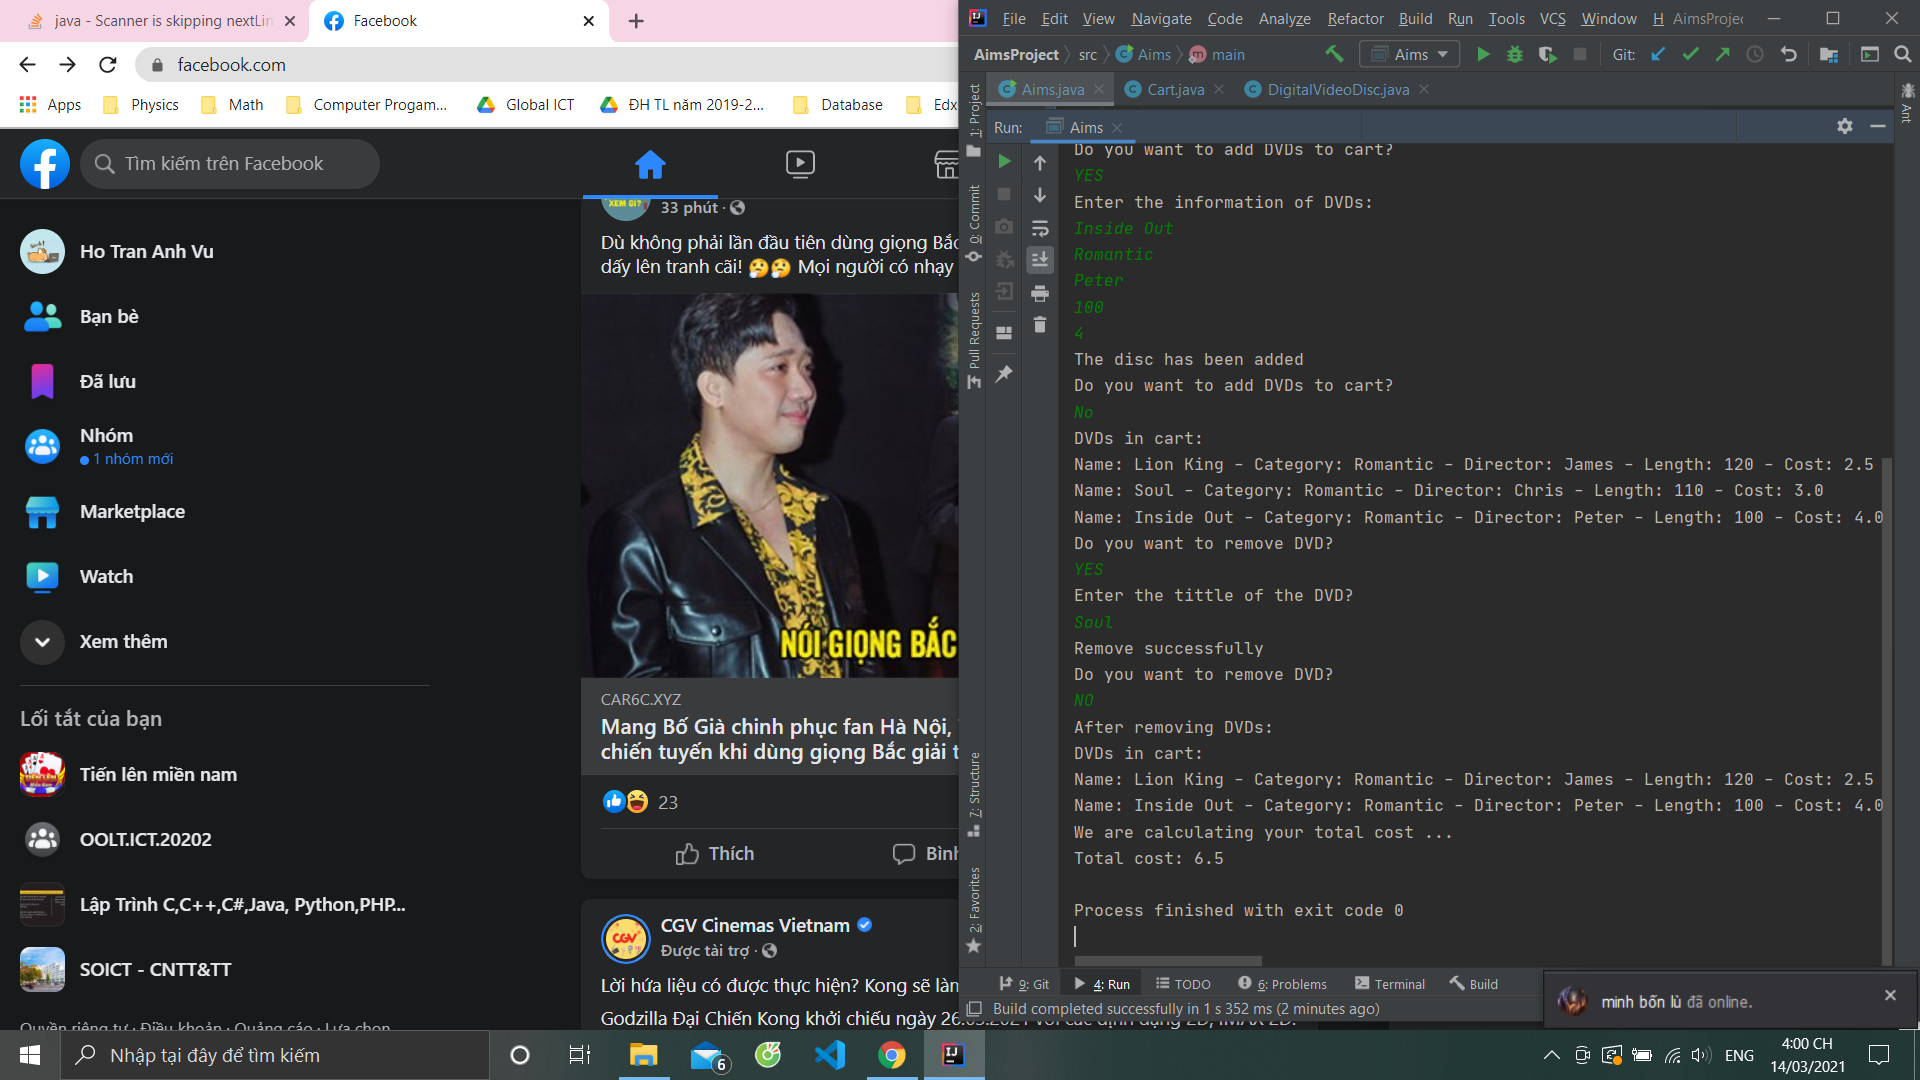 java - Scanner is skipping nextLin
Facebook
facebook.com
Apps
Physics
Math
Computer Progam...
Global ICT
ĐH TL năm 2019-2...
Database
Edx
Tìm kiếm trên Facebook
Ho Tran Anh Vu
Bạn bè
Đã lưu
Nhóm
1 nhóm mới
Marketplace
Watch
Xem thêm
Lối tắt của bạn
Tiến lên miền nam
OOLT.ICT.20202
Lập Trình C,C++,C#,Java, Python,PHP...
SOICT - CNTT&TT
Quyền riêng tư · Điều khoản · Quảng cáo · Lựa chọn
XEM GÌ?
33 phút ·
Dù không phải lần đầu tiên dùng giọng Bắc
dấy lên tranh cãi! 🤔🤔 Mọi người có nhạy
NÓI GIỌNG BẮC
CAR6C.XYZ
Mang Bố Già chinh phục fan Hà Nội,
chiến tuyến khi dùng giọng Bắc giải t
23
Thích
Bình
CGV
CGV Cinemas Vietnam
Được tài trợ ·
Lời hứa liệu có được thực hiện? Kong sẽ làm
Godzilla Đại Chiến Kong khởi chiếu ngày 26.03.2021 với các định dạng 2D, IMAX 2D.
File Edit View Navigate Code Analyze Refactor Build Run Tools VCS Window H AimsProjec
AimsProject src Aims main
Aims
Git:
Aims.java
Cart.java
DigitalVideoDisc.java
1: Project
0: Commit
Pull Requests
7: Structure
2: Favorites
Ant
Run: Aims
Do you want to add DVDs to cart?
YES
Enter the information of DVDs:
Inside Out
Romantic
Peter
100
4
The disc has been added
Do you want to add DVDs to cart?
No
DVDs in cart:
Name: Lion King - Category: Romantic - Director: James - Length: 120 - Cost: 2.5
Name: Soul - Category: Romantic - Director: Chris - Length: 110 - Cost: 3.0
Name: Inside Out - Category: Romantic - Director: Peter - Length: 100 - Cost: 4.0
Do you want to remove DVD?
YES
Enter the tittle of the DVD?
Soul
Remove successfully
Do you want to remove DVD?
NO
After removing DVDs:
DVDs in cart:
Name: Lion King - Category: Romantic - Director: James - Length: 120 - Cost: 2.5
Name: Inside Out - Category: Romantic - Director: Peter - Length: 100 - Cost: 4.0
We are calculating your total cost ...
Total cost: 6.5
Process finished with exit code 0
9: Git
4: Run
TODO
6: Problems
Terminal
Build
Build completed successfully in 1 s 352 ms (2 minutes ago)
minh bốn lù đã online.
Nhập tại đây để tìm kiếm
6
ENG
4:00 CH
14/03/2021